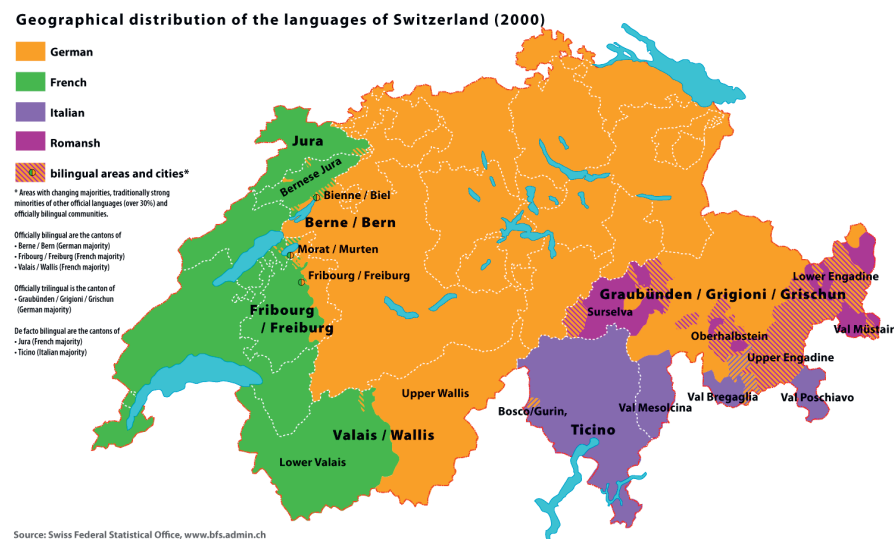 Geographical distribution of the languages of Switzerland (2000)
German
French
Italian
Romansh
bilingual areas and cities*
* Areas with changing majorities, traditionally strong
minorities of other official languages (over 30%) and
officially bilingual communities.
Officially bilingual are the cantons of
• Berne / Bern (German majority)
• Fribourg / Freiburg (French majority)
• Valais / Wallis (French majority)
Officially trilingual is the canton of
• Graubünden / Grigioni / Grischun
(German majority)
De facto bilingual are the cantons of
• Jura (French majority)
• Ticino (Italian majority)
Jura
Bernese Jura
Bienne / Biel
Berne / Bern
Morat / Murten
Fribourg / Freiburg
Fribourg
/ Freiburg
Lower Engadine
Graubünden / Grigioni / Grischun
Surselva
Val Müstair
Oberhalbstein
Upper Engadine
Upper Wallis
Val Bregaglia
Val Poschiavo
Bosco/Gurin,
Val Mesolcina
Ticino
Valais / Wallis
Lower Valais
Source: Swiss Federal Statistical Office, www.bfs.admin.ch